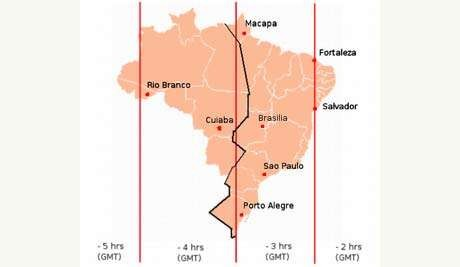 Macapa
Fortaleza
Rio Branco
Salvador
Cuiaba
Brasilia
Sao Paulo
Porto Alegre
- 5 hrs
(GMT)
- 4 hrs
(GMT)
- 3 hrs
(GMT)
- 2 hrs
(GMT)